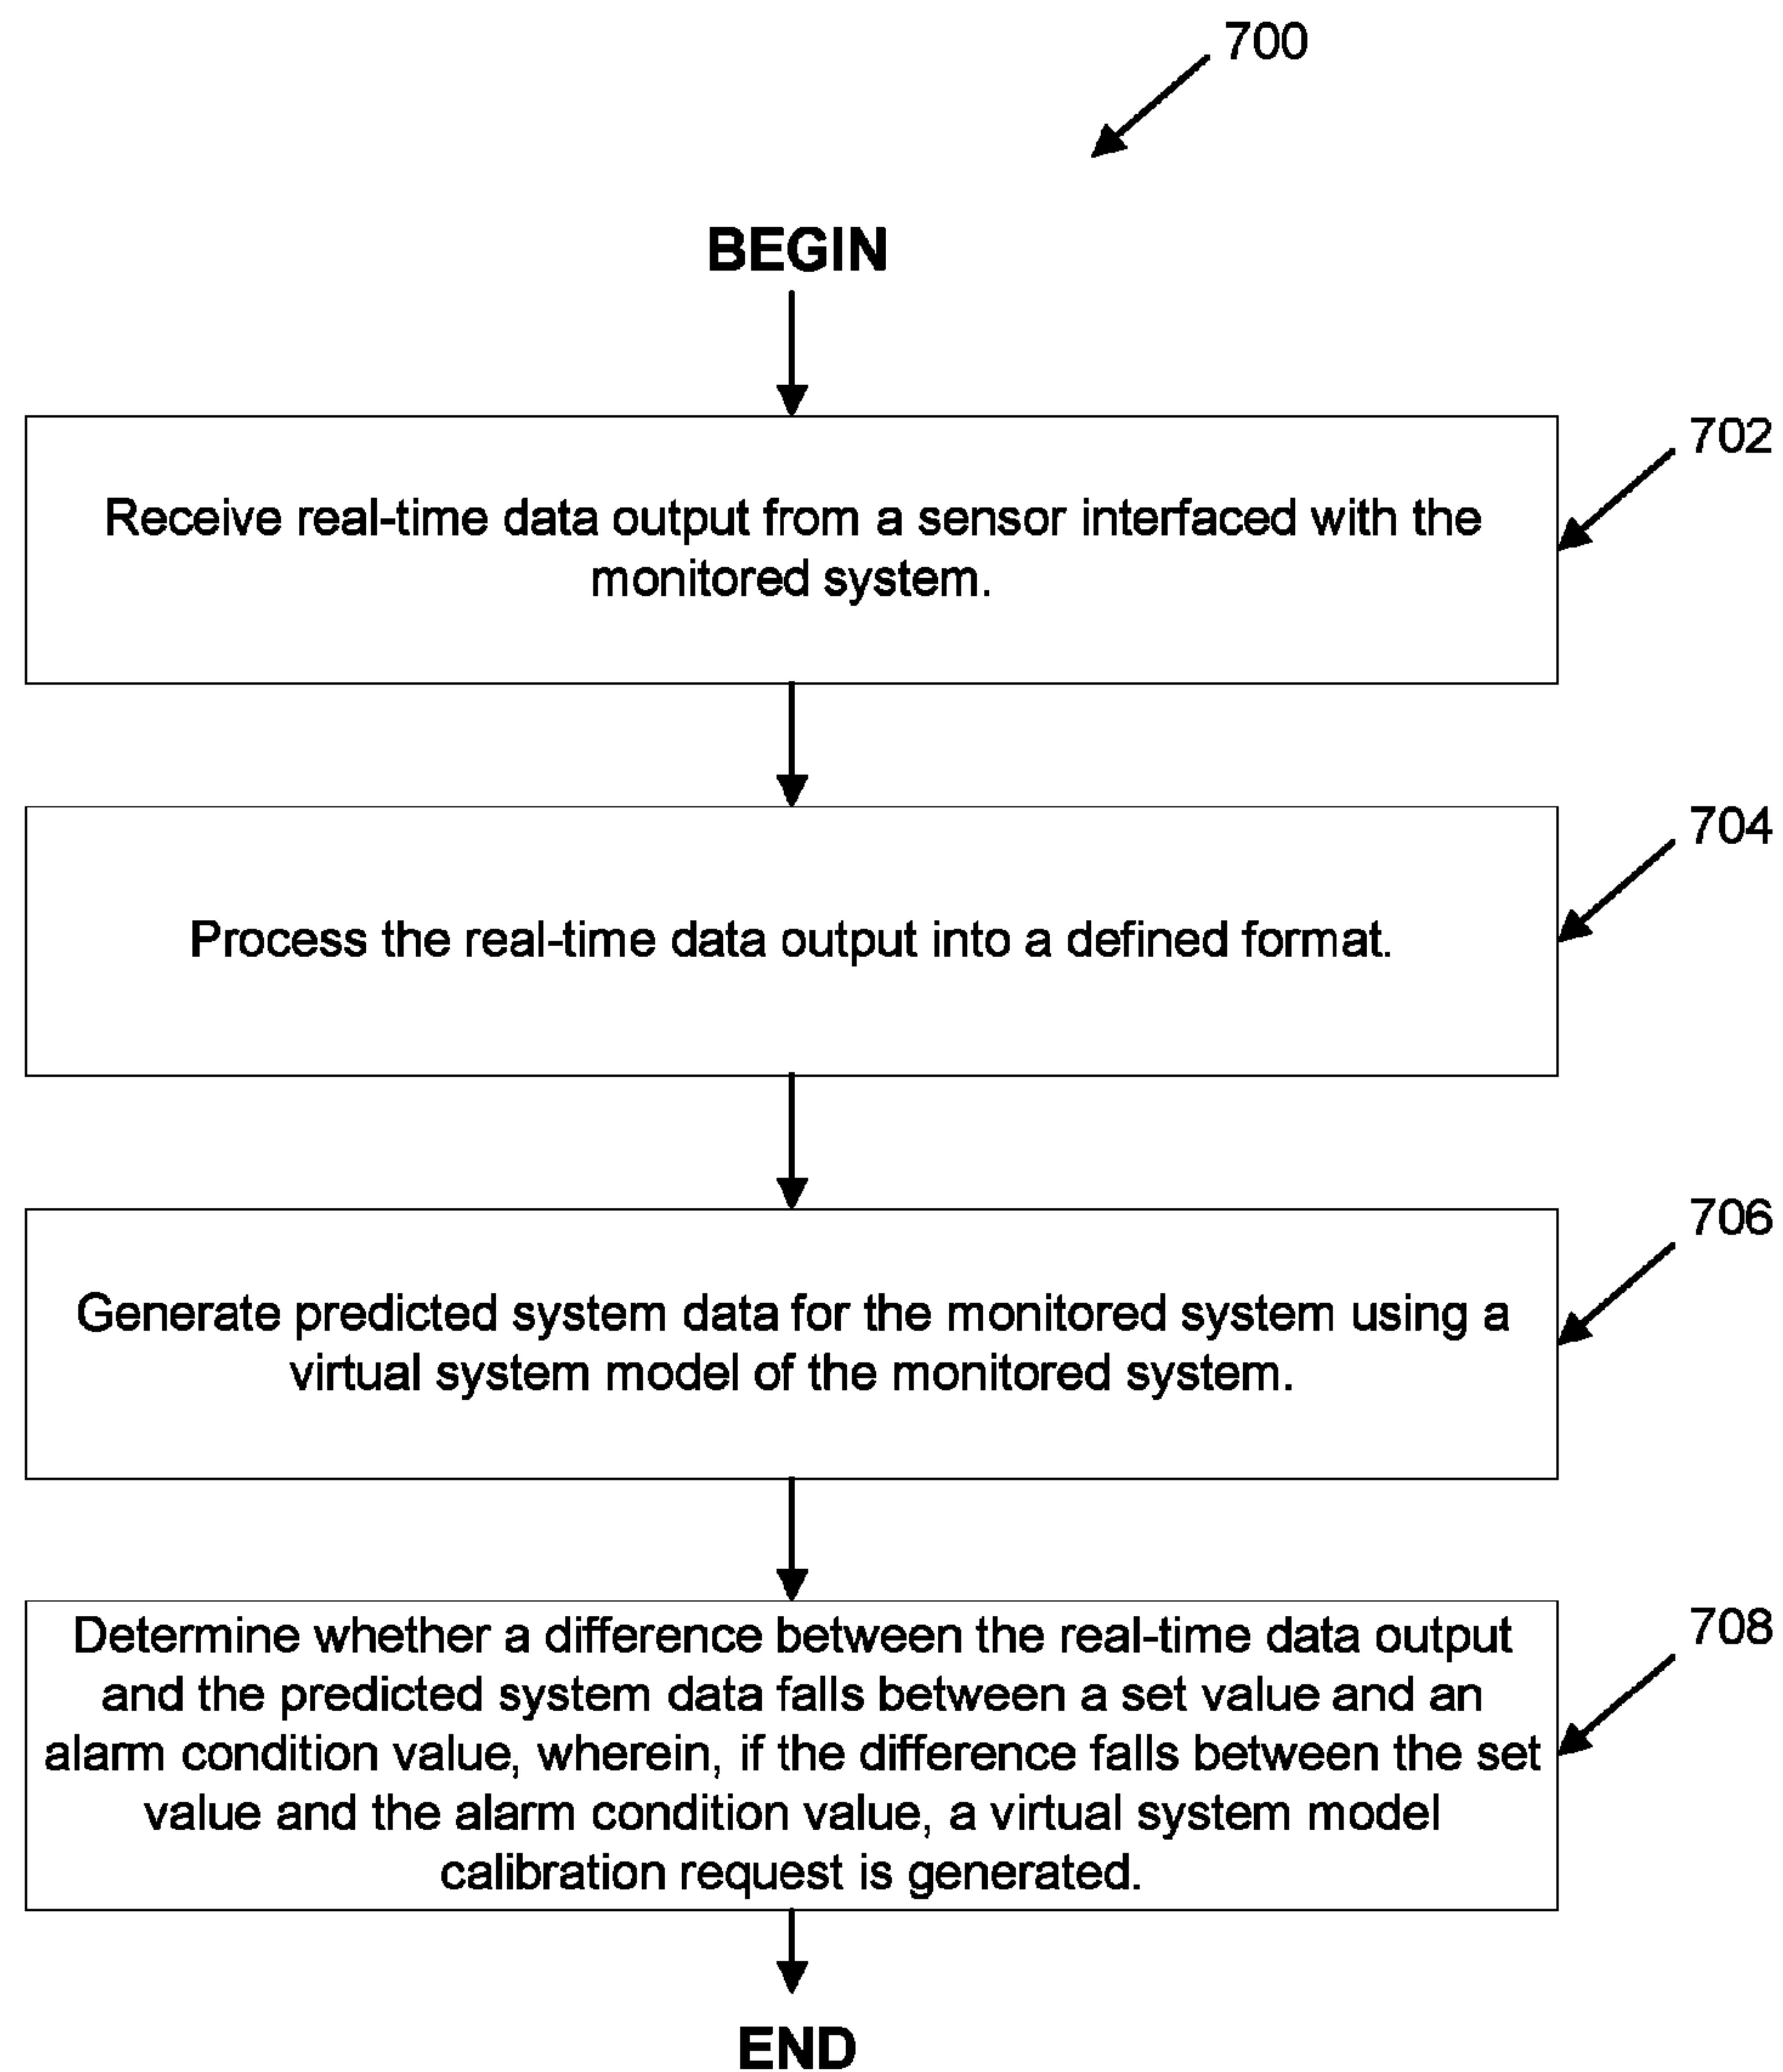 700
BEGIN
702
Receive real-time data output from a sensor interfaced with the
monitored system.
704
Process the real-time data output into a defined format.
706
Generate predicted system data for the monitored system using a
virtual system model of the monitored system.
708
Determine whether a difference between the real-time data output
and the predicted system data falls between a set value and an
alarm condition value, wherein, if the difference falls between the set
value and the alarm condition value, a virtual system model
calibration request is generated.
END